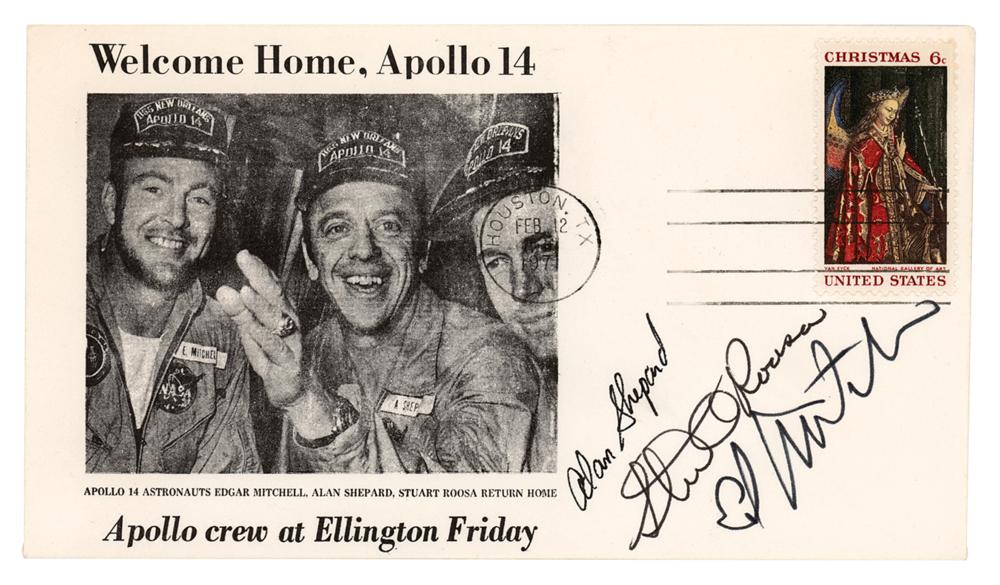 Welcome Home, Apollo 14
USS NEW ORLEANS
APOLLO 14
USS NEW ORLEANS
APOLLO 14
ORLEANS
APOLLO 14
E. MITCHELL
NASA
A. SHEP
APOLLO 14 ASTRONAUTS EDGAR MITCHELL, ALAN SHEPARD, STUART ROOSA RETURN HOME
Apollo crew at Ellington Friday
HOUSTON, TX
FEB 12
CHRISTMAS 6c
VAN EYCK NATIONAL GALLERY OF ART
UNITED STATES
Alan Shepard
Stuart Roosa
Ed Mitchell